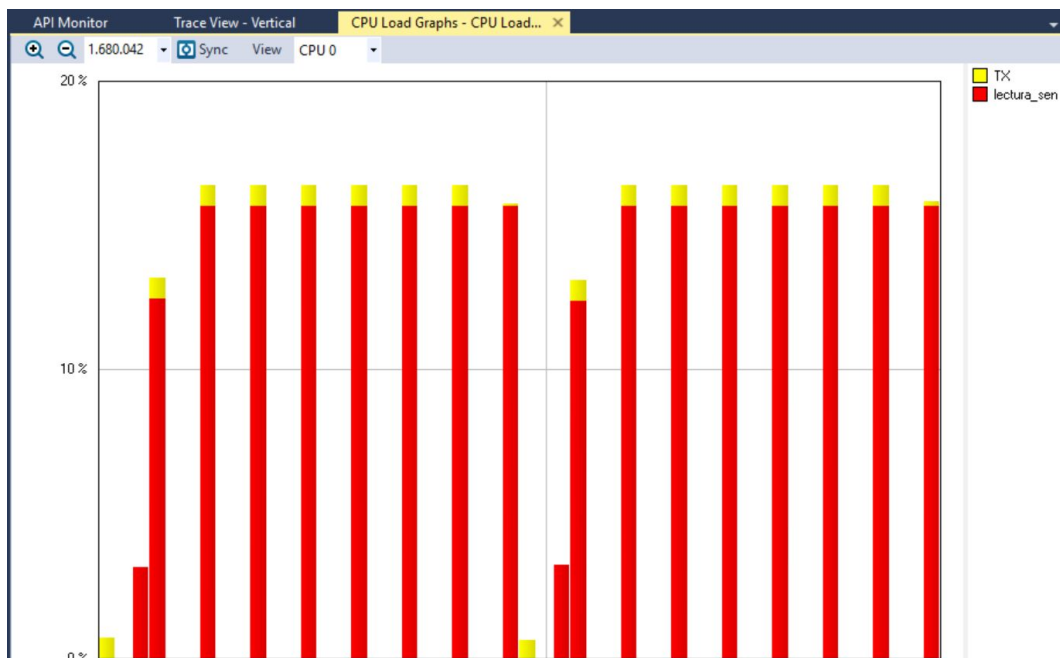 API Monitor Trace View - Vertical CPU Load Graphs - CPU Load... ×
1.680.042 Sync View CPU 0
20 %
TX
lectura_sen
10 %
0 %